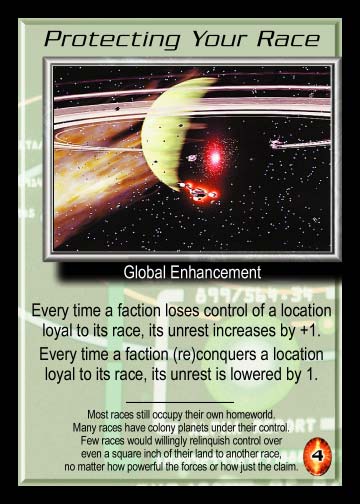 Protecting Your Race
Global Enhancement
Every time a faction loses control of a location
loyal to its race, its unrest increases by +1.
Every time a faction (re)conquers a location
loyal to its race, its unrest is lowered by 1.
Most races still occupy their own homeworld.
Many races have colony planets under their control.
Few races would willingly relinquish control over
even a square inch of their land to another race,
no matter how powerful the forces or how just the claim.
4